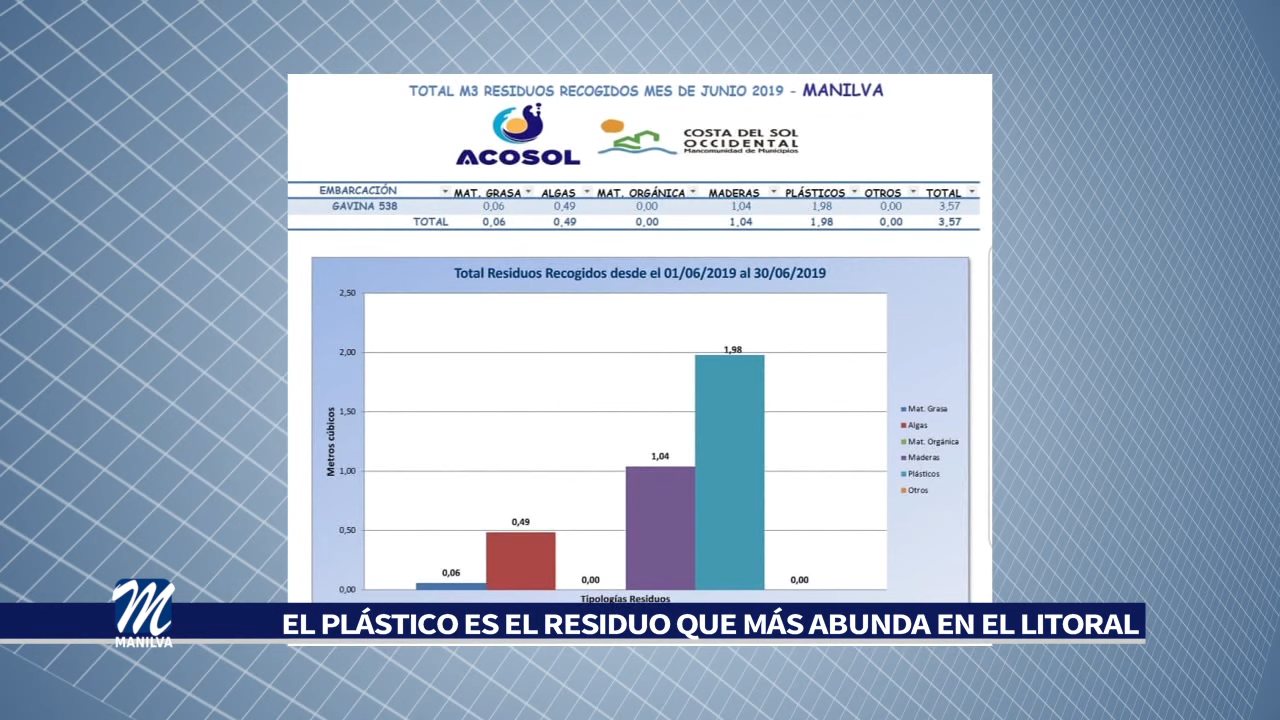 TOTAL M3 RESIDUOS RECOGIDOS MES DE JUNIO 2019 - MANILVA
ACOSOL
COSTA DEL SOL
OCCIDENTAL
Mancomunidad de Municipios
EMBARCACIÓN MAT. GRASA ALGAS MAT. ORGÁNICA MADERAS PLÁSTICOS OTROS TOTAL
GAVINA 538 0,06 0,49 0,00 1,04 1,98 0,00 3,57
TOTAL 0,06 0,49 0,00 1,04 1,98 0,00 3,57
Total Residuos Recogidos desde el 01/06/2019 al 30/06/2019
2,50
2,00
1,50
1,00
0,50
0,00
Metros cúbicos
0,06
0,49
0,00
1,04
1,98
0,00
Mat. Grasa
Algas
Mat. Orgánica
Maderas
Plásticos
Otros
Tipologías Residuos
M
MANILVA
EL PLÁSTICO ES EL RESIDUO QUE MÁS ABUNDA EN EL LITORAL